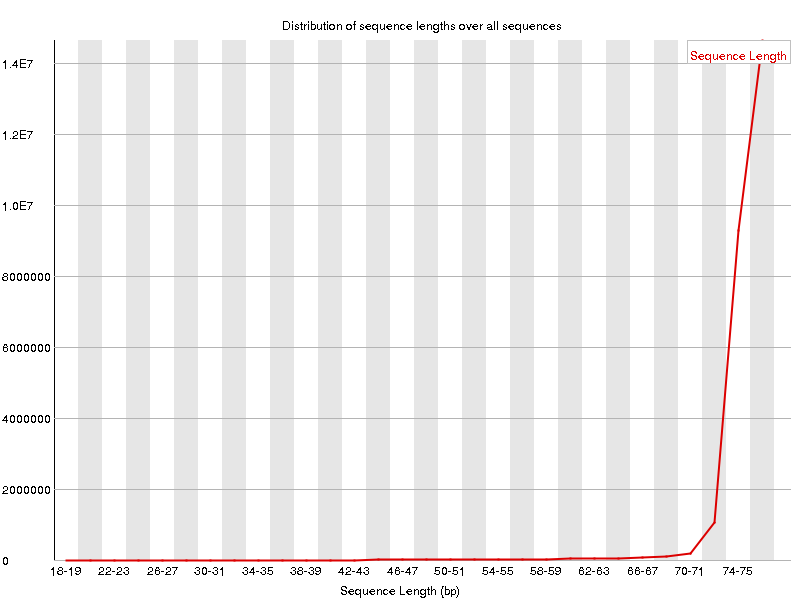 Distribution of sequence lengths over all sequences
Sequence Length
1.4E7
1.2E7
1.0E7
8000000
6000000
4000000
2000000
0
18-19 22-23 26-27 30-31 34-35 38-39 42-43 46-47 50-51 54-55 58-59 62-63 66-67 70-71 74-75
Sequence Length (bp)